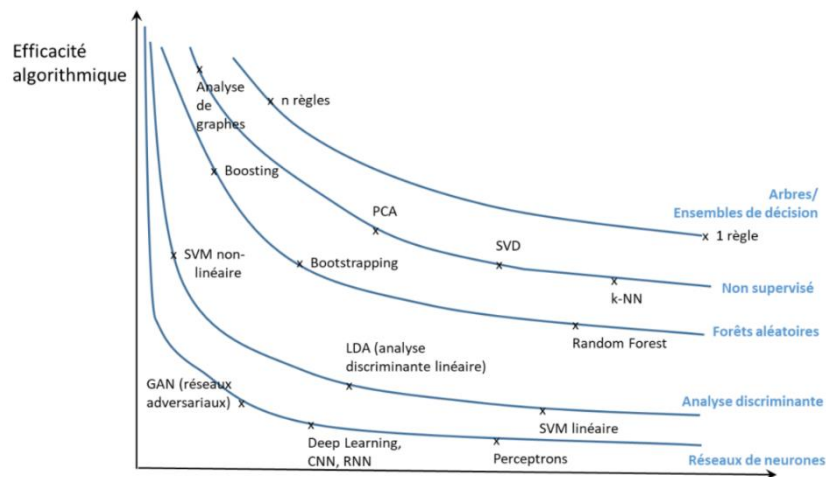 Efficacité
algorithmique
Analyse
de
graphes
n règles
Boosting
Arbres/
Ensembles de décision
PCA
1 règle
SVD
SVM non-
linéaire
Bootstrapping
k-NN
Non supervisé
Forêts aléatoires
Random Forest
LDA (analyse
discriminante linéaire)
GAN (réseaux
adversariaux)
Analyse discriminante
SVM linéaire
Deep Learning,
CNN, RNN
Perceptrons
Réseaux de neurones